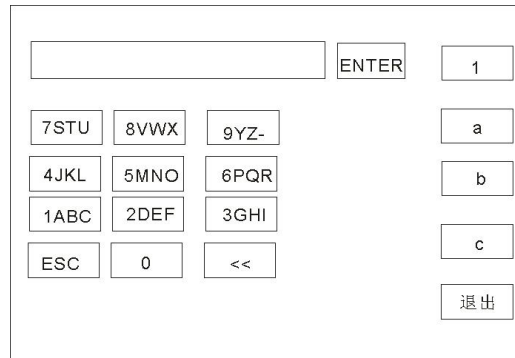 ENTER
1
7STU 8VWX 9YZ-
a
4JKL 5MNO 6PQR
b
1ABC 2DEF 3GHI
c
ESC 0 <<
退出